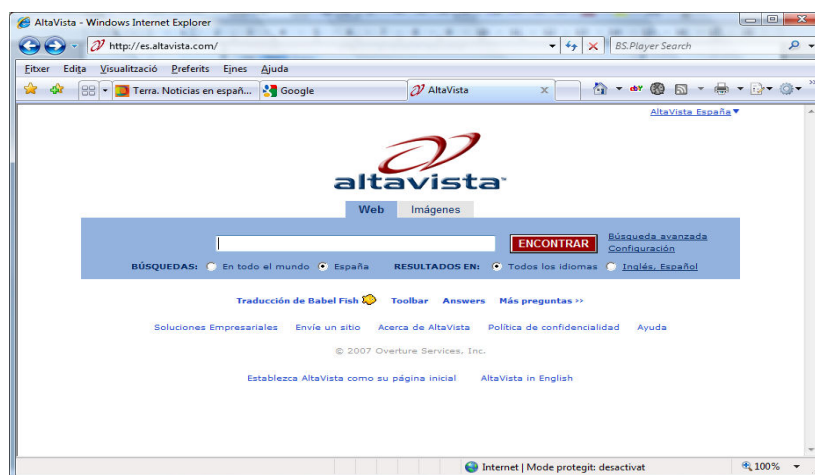 AltaVista - Windows Internet Explorer
http://es.altavista.com/ BS.Player Search
Fitxer Edita Visualització Preferits Eines Ajuda
Terra. Noticias en españ... Google AltaVista
AltaVista España
altavista
Web Imágenes
ENCONTRAR Búsqueda avanzada
Configuración
BÚSQUEDAS: En todo el mundo España RESULTADOS EN: Todos los idiomas Inglés, Español
Traducción de Babel Fish Toolbar Answers Más preguntas >>
Soluciones Empresariales Envíe un sitio Acerca de AltaVista Política de confidencialidad Ayuda
© 2007 Overture Services, Inc.
Establezca AltaVista como su página inicial AltaVista in English
Internet | Mode protegit: desactivat 100%